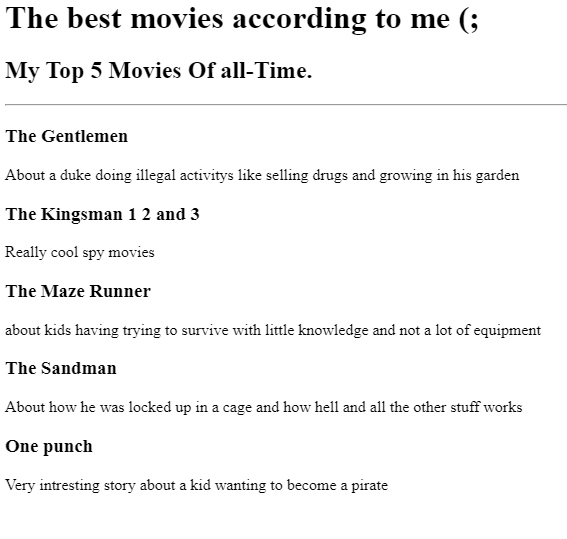 The best movies according to me (;
My Top 5 Movies Of all-Time.
The Gentlemen
About a duke doing illegal activitys like selling drugs and growing in his garden
The Kingsman 1 2 and 3
Really cool spy movies
The Maze Runner
about kids having trying to survive with little knowledge and not a lot of equipment
The Sandman
About how he was locked up in a cage and how hell and all the other stuff works
One punch
Very intresting story about a kid wanting to become a pirate